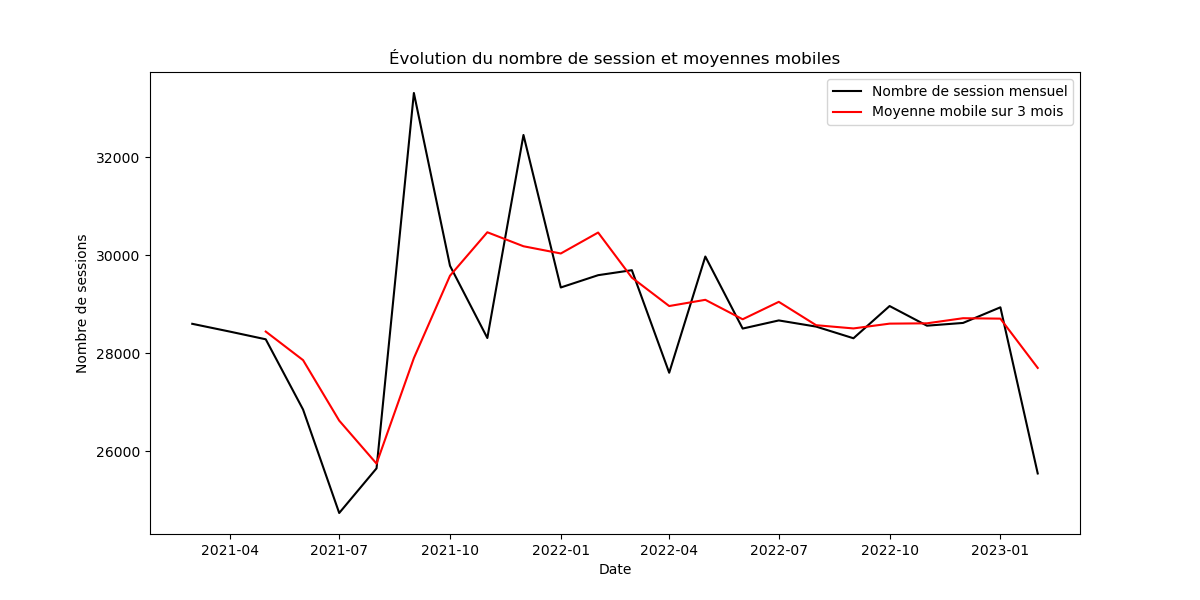 Évolution du nombre de session et moyennes mobiles
Nombre de session mensuel
Moyenne mobile sur 3 mois
Nombre de sessions
32000
30000
28000
26000
2021-04
2021-07
2021-10
2022-01
2022-04
2022-07
2022-10
2023-01
Date